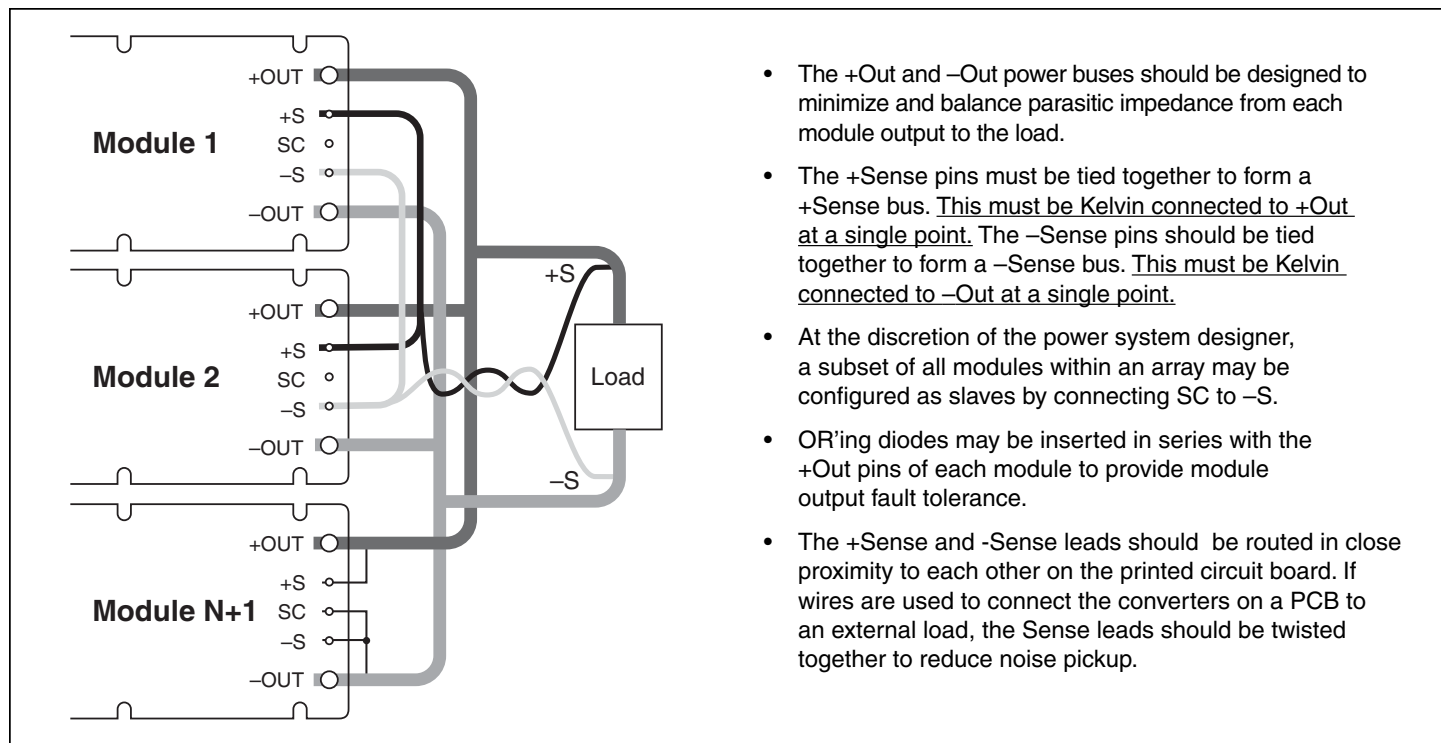 +OUT
+S
Module 1
SC
–S
–OUT
+OUT
+S
Module 2
SC
–S
–OUT
+OUT
+S
Module N+1
SC
–S
–OUT
+S
Load
–S
• The +Out and –Out power buses should be designed to
minimize and balance parasitic impedance from each
module output to the load.
• The +Sense pins must be tied together to form a
+Sense bus. This must be Kelvin connected to +Out
at a single point. The –Sense pins should be tied
together to form a –Sense bus. This must be Kelvin
connected to –Out at a single point.
• At the discretion of the power system designer,
a subset of all modules within an array may be
configured as slaves by connecting SC to –S.
• OR'ing diodes may be inserted in series with the
+Out pins of each module to provide module
output fault tolerance.
• The +Sense and -Sense leads should be routed in close
proximity to each other on the printed circuit board. If
wires are used to connect the converters on a PCB to
an external load, the Sense leads should be twisted
together to reduce noise pickup.